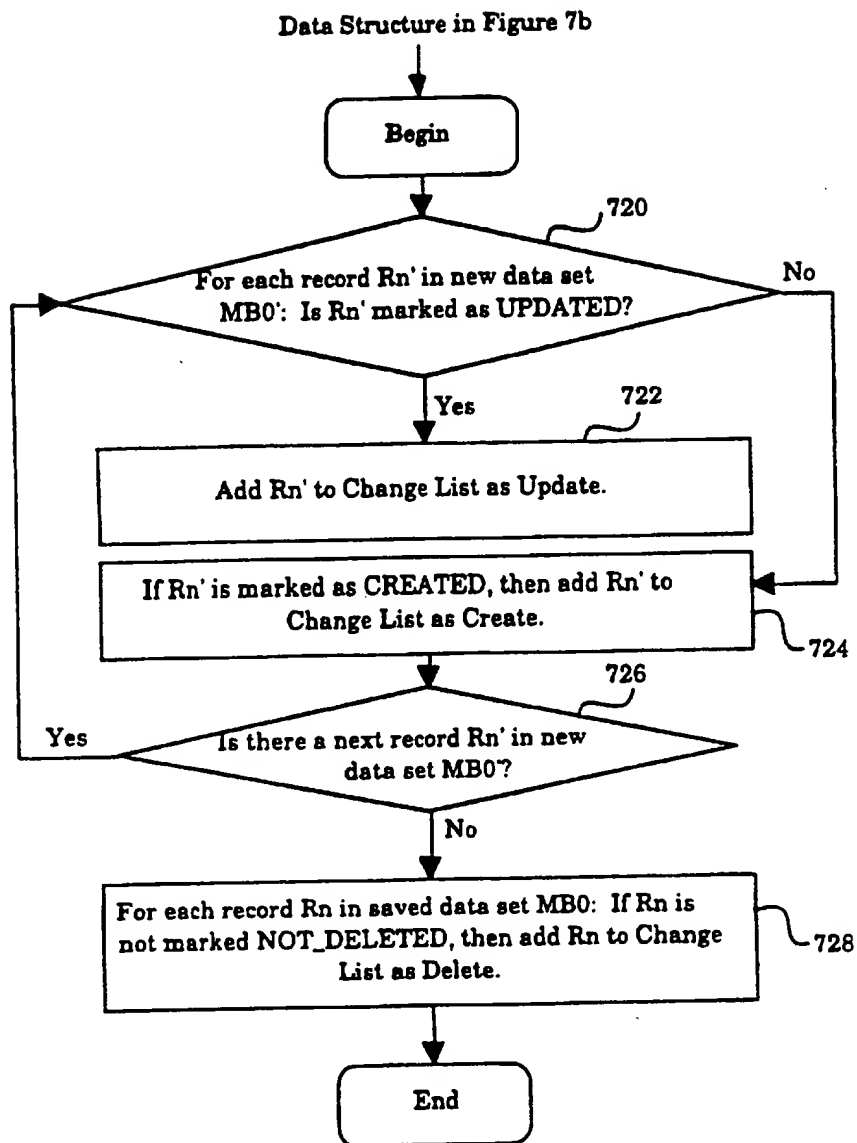 Data Structure in Figure 7b
Begin
720
For each record Rn' in new data set
MB0': Is Rn' marked as UPDATED?
No
Yes
722
Add Rn' to Change List as Update.
If Rn' is marked as CREATED, then add Rn' to
Change List as Create.
724
726
Yes
Is there a next record Rn' in new
data set MB0'?
No
For each record Rn in saved data set MB0: If Rn is
not marked NOT_DELETED, then add Rn to Change
List as Delete.
728
End